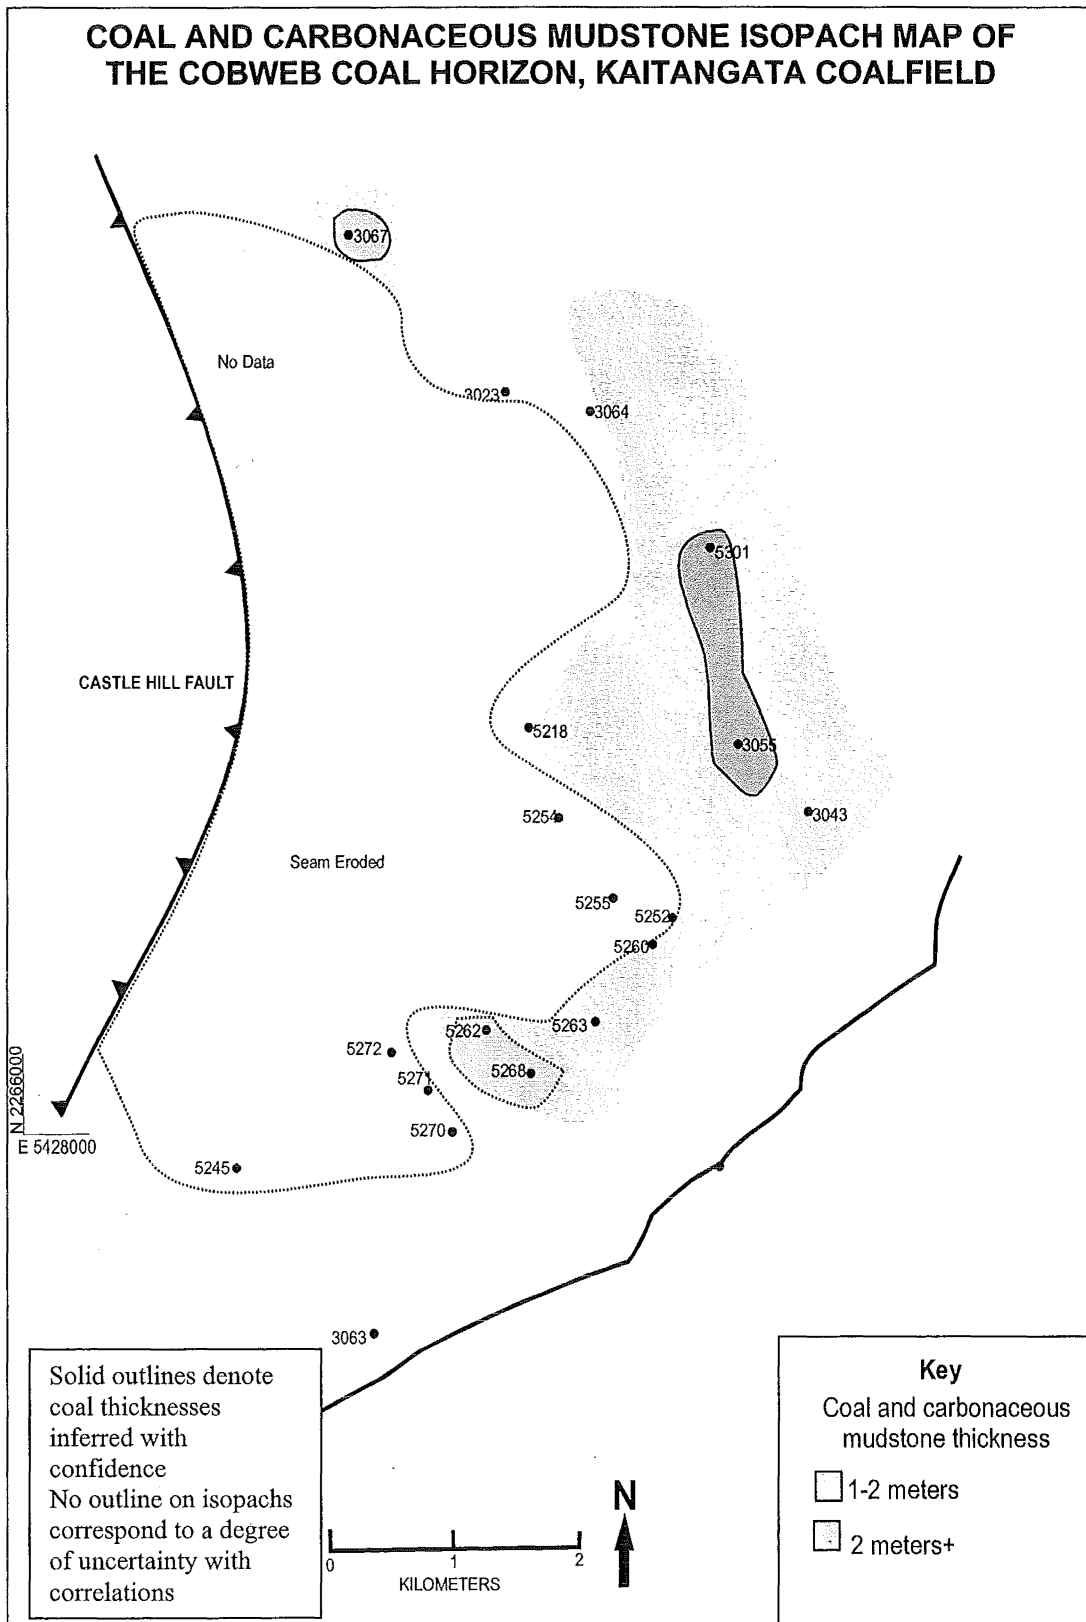 COAL AND CARBONACEOUS MUDSTONE ISOPACH MAP OF
THE COBWEB COAL HORIZON, KAITANGATA COALFIELD
3067
No Data
3023
3064
5301
CASTLE HILL FAULT
5218
3055
5254
3043
Seam Eroded
5255
5252
5260
5262
5263
5272
5268
5271
N 2266000
E 5428000
5270
5245
3063
Solid outlines denote
coal thicknesses
inferred with
confidence
No outline on isopachs
correspond to a degree
of uncertainty with
correlations
N
0
1
2
KILOMETERS
Key
Coal and carbonaceous
mudstone thickness
1-2 meters
2 meters+